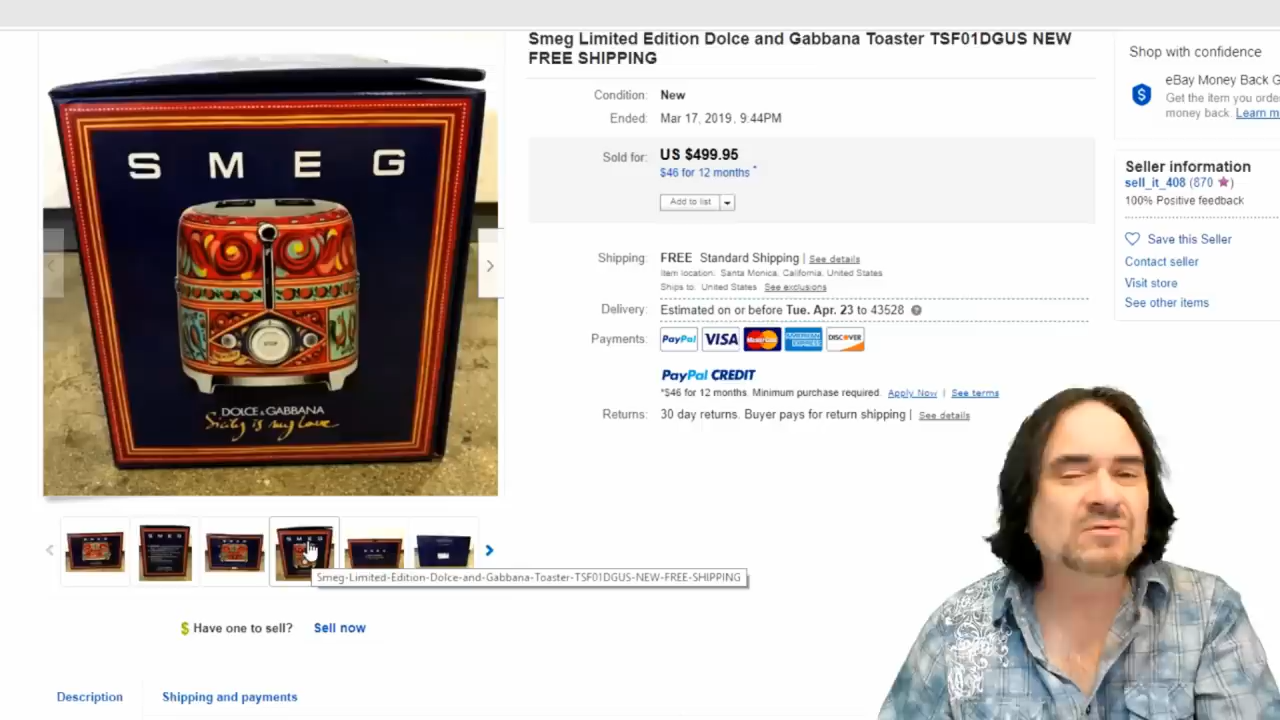 Smeg Limited Edition Dolce and Gabbana Toaster TSF01DGUS NEW
FREE SHIPPING
Condition: New
Ended: Mar 17, 2019, 9:44PM
Sold for: US $499.95
$46 for 12 months *
Add to list
Shipping: FREE Standard Shipping | See details
Item location: Santa Monica, California, United States
Ships to: United States See exclusions
Delivery: Estimated on or before Tue. Apr. 23 to 43528
Payments: PayPal VISA MasterCard AMERICAN EXPRESS DISCOVER
PayPal CREDIT
*$46 for 12 months. Minimum purchase required. Apply Now | See terms
Returns: 30 day returns. Buyer pays for return shipping | See details
Shop with confidence
eBay Money Back G
Get the item you orde
money back. Learn m
Seller information
sell_it_408 (870 )
100% Positive feedback
Save this Seller
Contact seller
Visit store
See other items
SMEG
STOP
DOLCE & GABBANA
Sicily is my love
SMEG
Smeg-Limited-Edition-Dolce-and-Gabbana-Toaster-TSF01DGUS-NEW-FREE-SHIPPING
$ Have one to sell? Sell now
Description
Shipping and payments